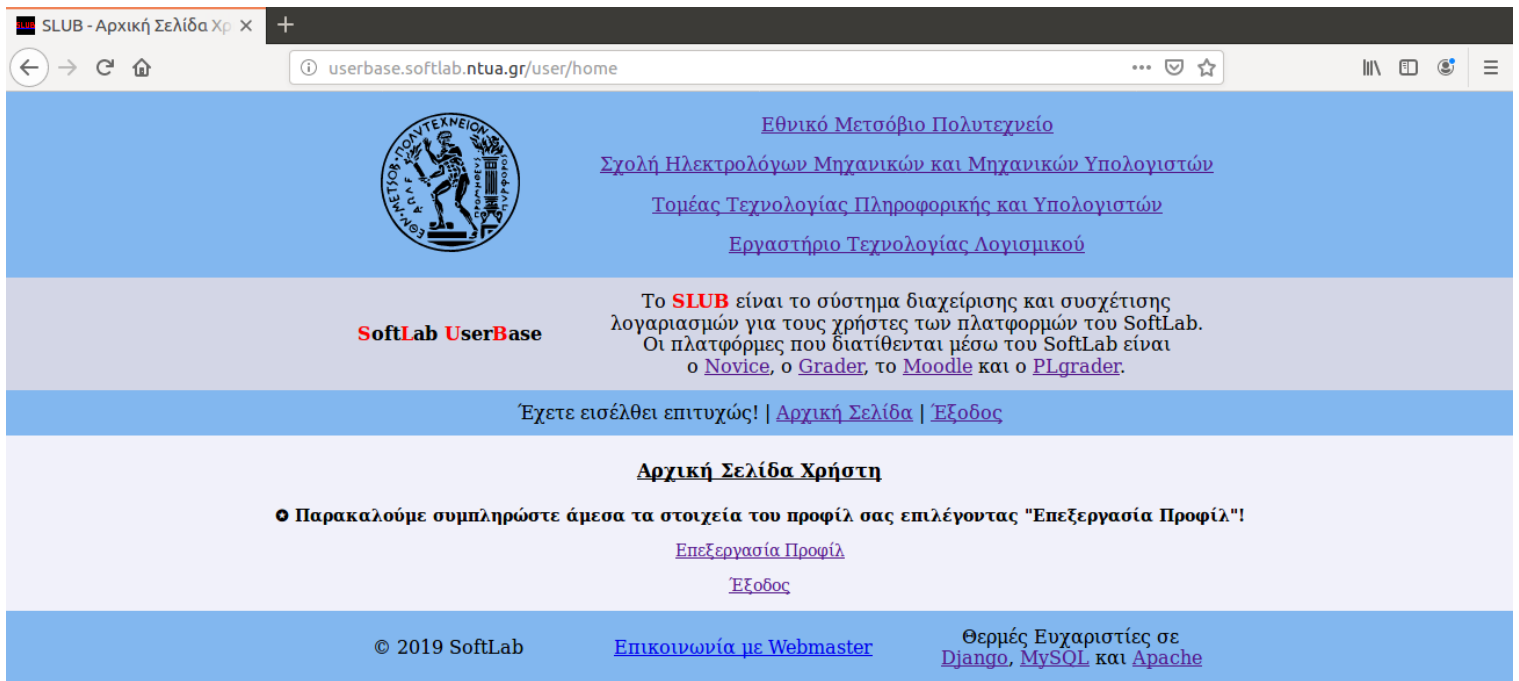 SLUB - Αρχική Σελίδα Χρ
userbase.softlab.ntua.gr/user/home
Εθνικό Μετσόβιο Πολυτεχνείο
Σχολή Ηλεκτρολόγων Μηχανικών και Μηχανικών Υπολογιστών
Τομέας Τεχνολογίας Πληροφορικής και Υπολογιστών
Εργαστήριο Τεχνολογίας Λογισμικού
SoftLab UserBase
Το SLUB είναι το σύστημα διαχείρισης και συσχέτισης
λογαριασμών για τους χρήστες των πλατφορμών του SoftLab.
Οι πλατφόρμες που διατίθενται μέσω του SoftLab είναι
ο Novice, ο Grader, το Moodle και ο PLgrader.
Έχετε εισέλθει επιτυχώς! | Αρχική Σελίδα | Έξοδος
Αρχική Σελίδα Χρήστη
✪ Παρακαλούμε συμπληρώστε άμεσα τα στοιχεία του προφίλ σας επιλέγοντας "Επεξεργασία Προφίλ"!
Επεξεργασία Προφίλ
Έξοδος
© 2019 SoftLab
Επικοινωνία με Webmaster
Θερμές Ευχαριστίες σε
Django, MySQL και Apache